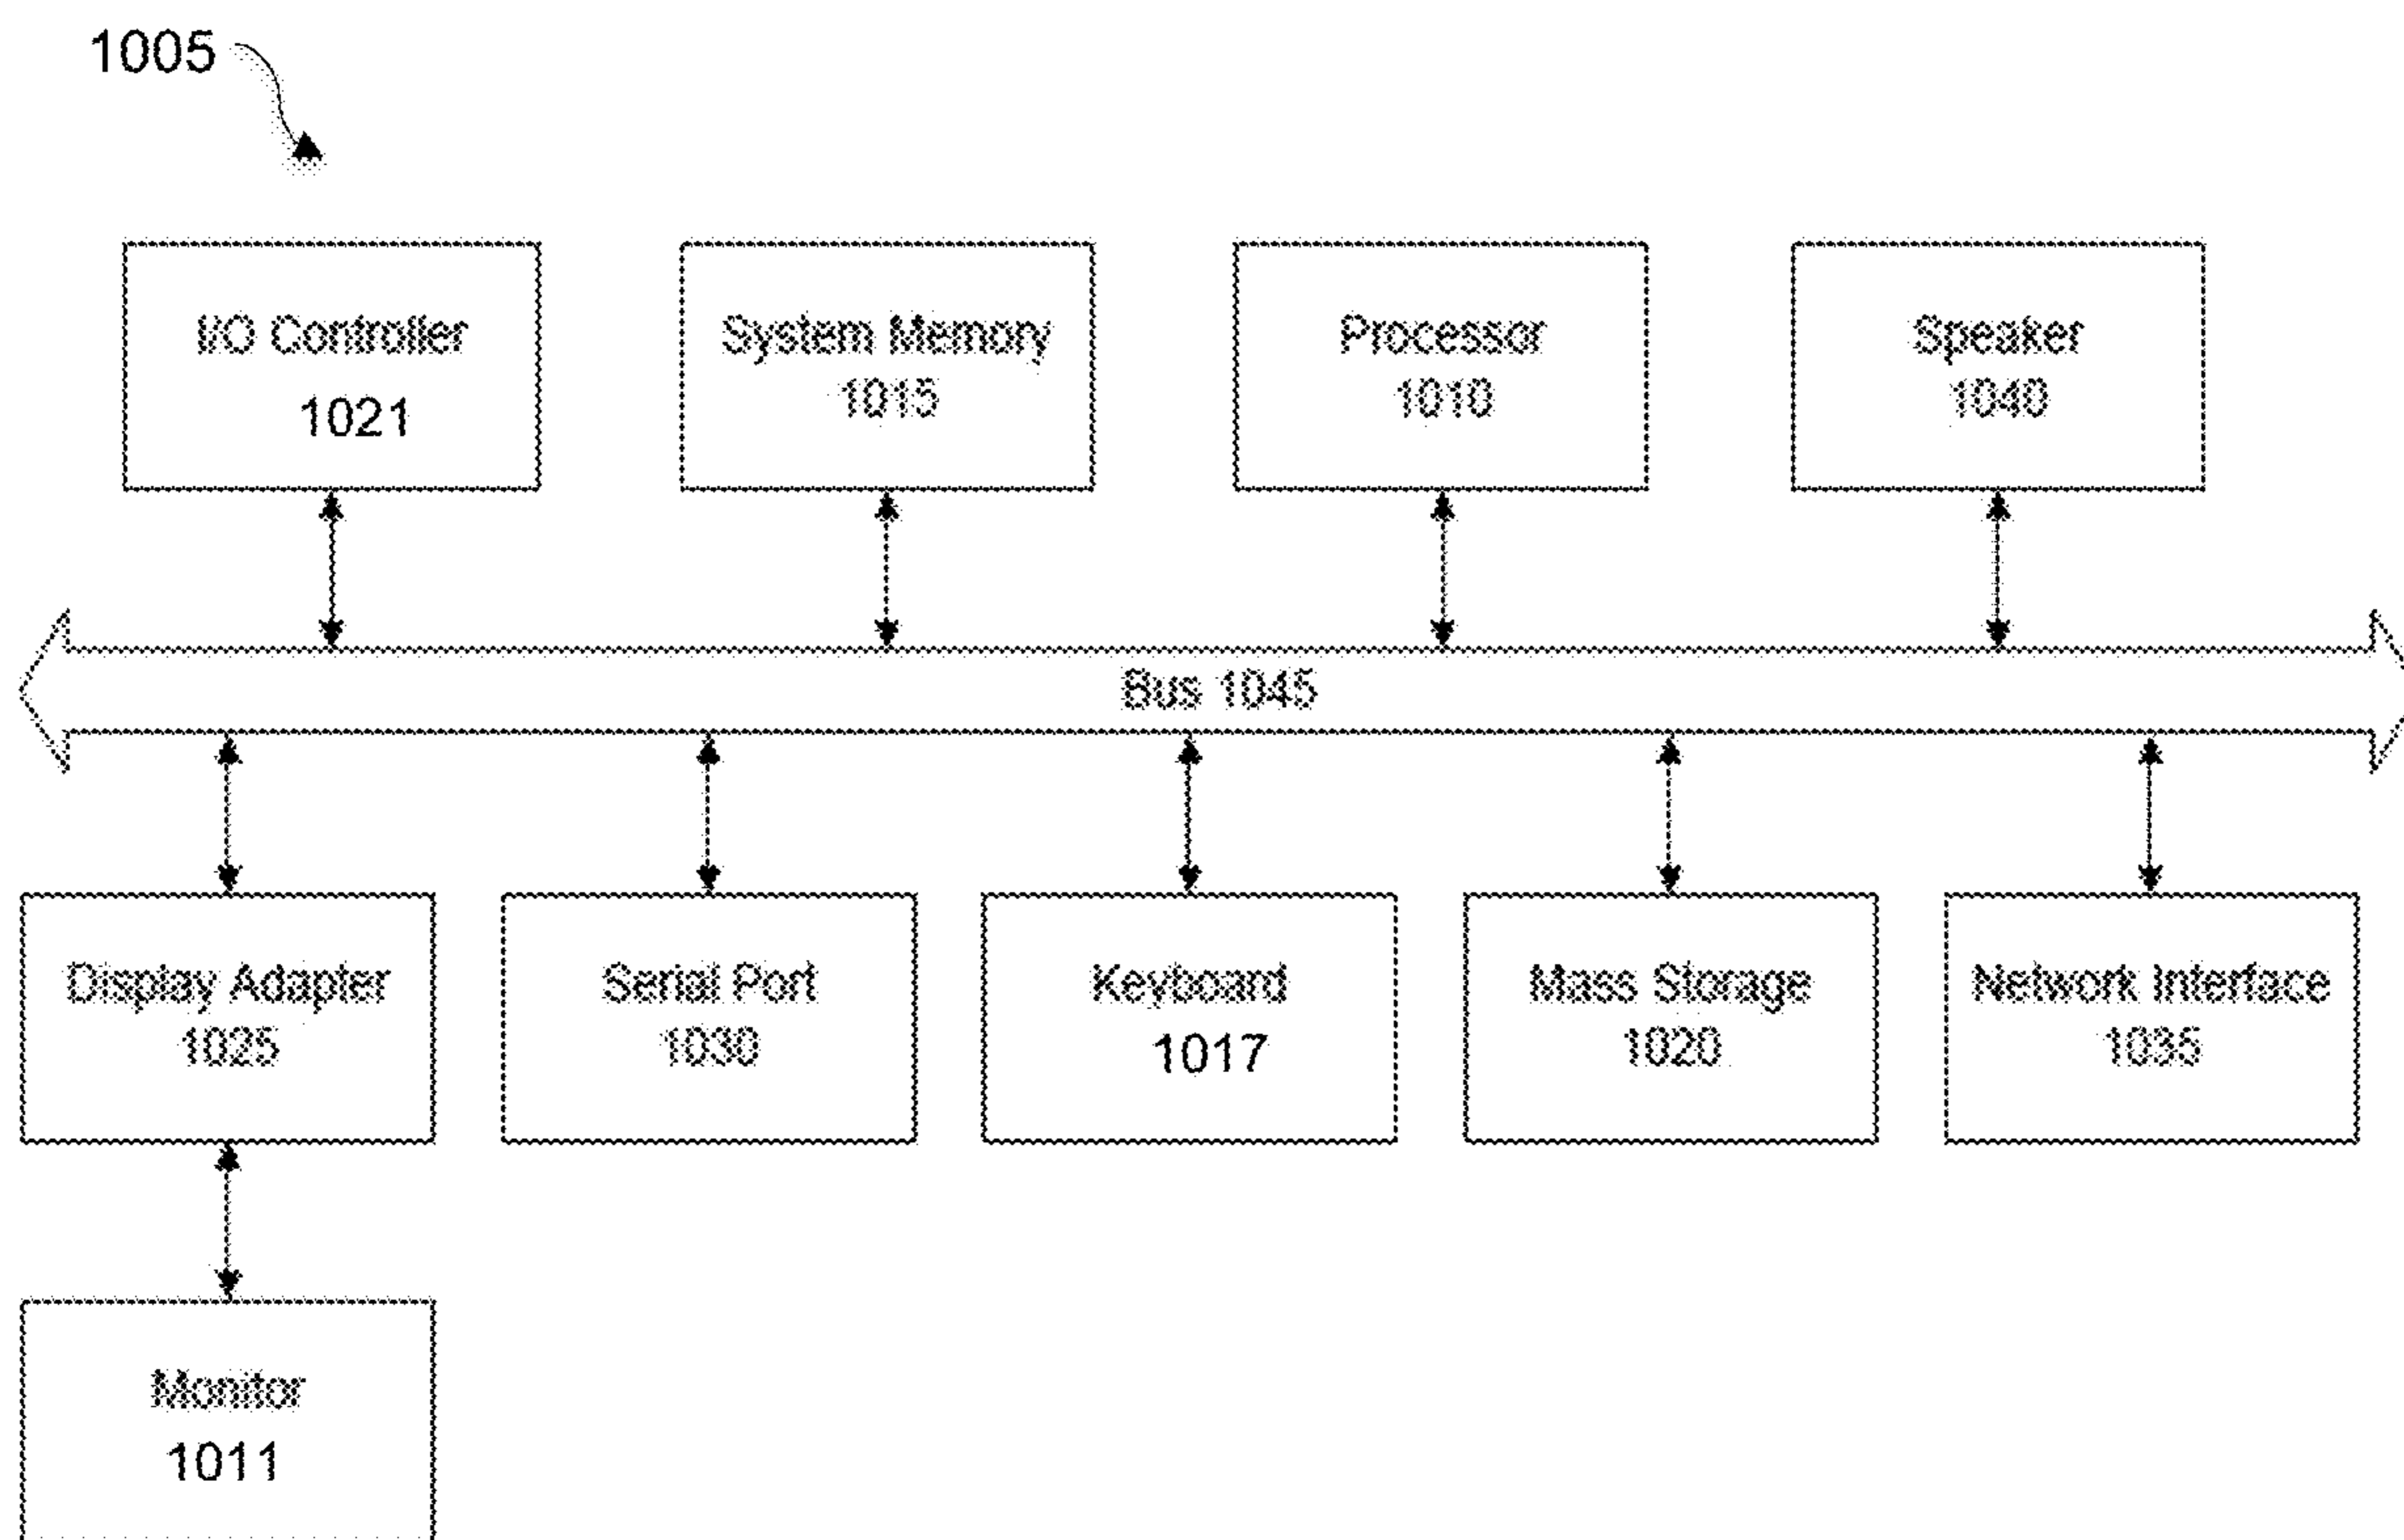 1005
I/O Controller
1021
System Memory
1015
Processor
1010
Speaker
1040
Bus 1045
Display Adapter
1025
Serial Port
1030
Keyboard
1017
Mass Storage
1020
Network Interface
1035
Monitor
1011